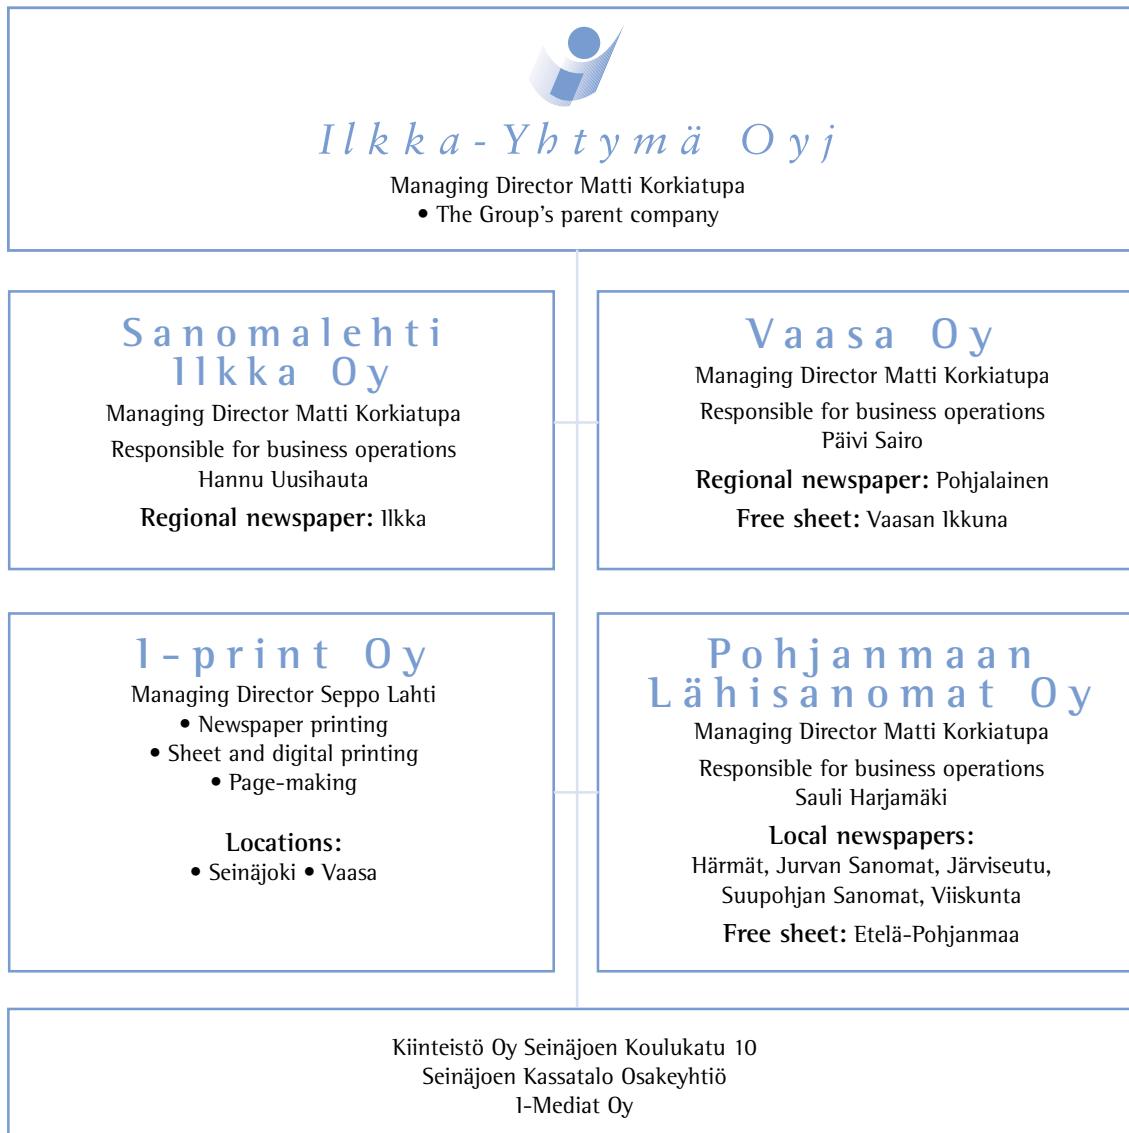 Ilkka-Yhtymä Oyj
Managing Director Matti Korkiatupa
• The Group's parent company
Sanomalehti
Ilkka Oy
Managing Director Matti Korkiatupa
Responsible for business operations
Hannu Uusihauta
Regional newspaper: Ilkka
Vaasa Oy
Managing Director Matti Korkiatupa
Responsible for business operations
Päivi Sairo
Regional newspaper: Pohjalainen
Free sheet: Vaasan Ikkuna
I-print Oy
Managing Director Seppo Lahti
• Newspaper printing
• Sheet and digital printing
• Page-making
Locations:
• Seinäjoki • Vaasa
Pohjanmaan
Lähisanomat Oy
Managing Director Matti Korkiatupa
Responsible for business operations
Sauli Harjamäki
Local newspapers:
Härmät, Jurvan Sanomat, Järviseutu,
Suupohjan Sanomat, Viiskunta
Free sheet: Etelä-Pohjanmaa
Kiinteistö Oy Seinäjoen Koulukatu 10
Seinäjoen Kassatalo Osakeyhtiö
I-Mediat Oy